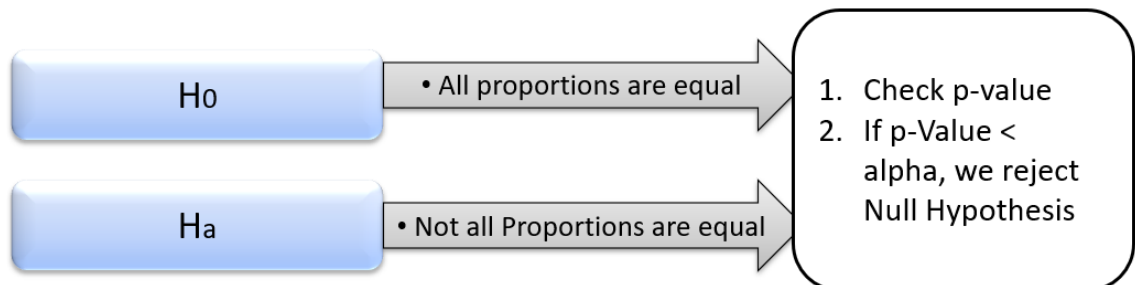 H0
• All proportions are equal
Ha
• Not all Proportions are equal
1. Check p-value
2. If p-Value <
alpha, we reject
Null Hypothesis